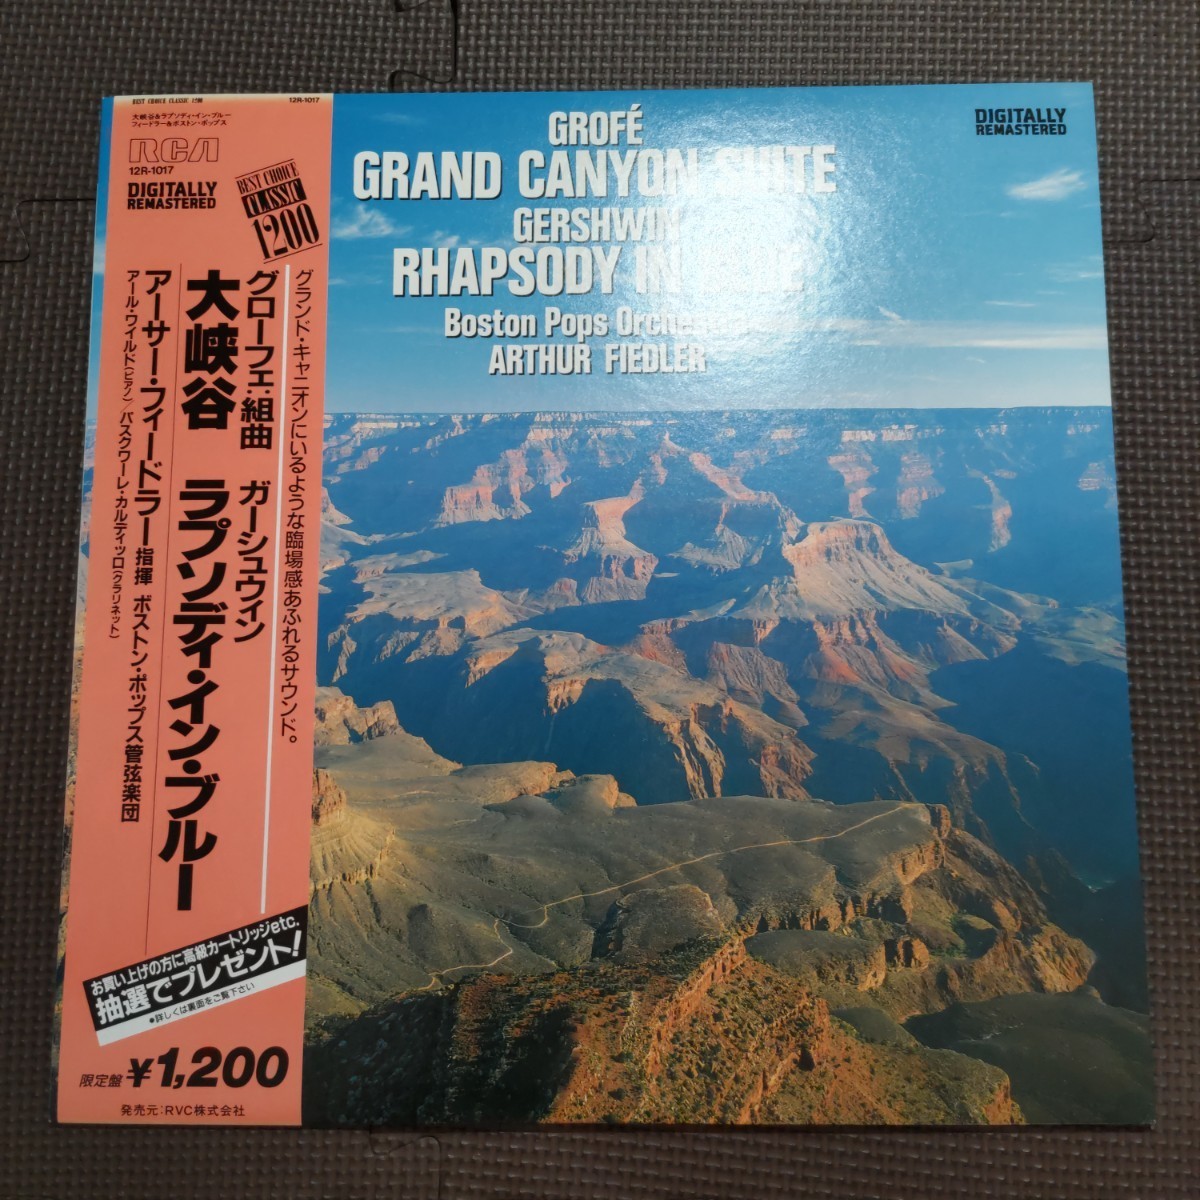 BEST CHOICE CLASSIC 1200
12R-1017
大峡谷&ラプソディ・イン・ブルー
フィードラー&ボストン・ポップス
RCA
12R-1017
DIGITALLY
REMASTERED
BEST CHOICE
CLASSIC
1200
グランド・キャニオンにいるような臨場感あふれるサウンド。
グローフェ:組曲
大峡谷
ガーシュウィン
ラプソディ・イン・ブルー
アーサー・フィードラー指揮 ボストン・ポップス管弦楽団
アール・ワイルド(ピアノ)/パスクワーレ・カルディッロ(クラリネット)
お買い上げの方に高級カートリッジetc.
抽選でプレゼント!
●詳しくは裏面をご覧下さい
限定盤 ¥1,200
発売元:RVC株式会社
GROFÉ
GRAND CANYON SUITE
GERSHWIN
RHAPSODY IN
Boston Pops
ARTHUR FIEDLER
DIGITALLY
REMASTERED